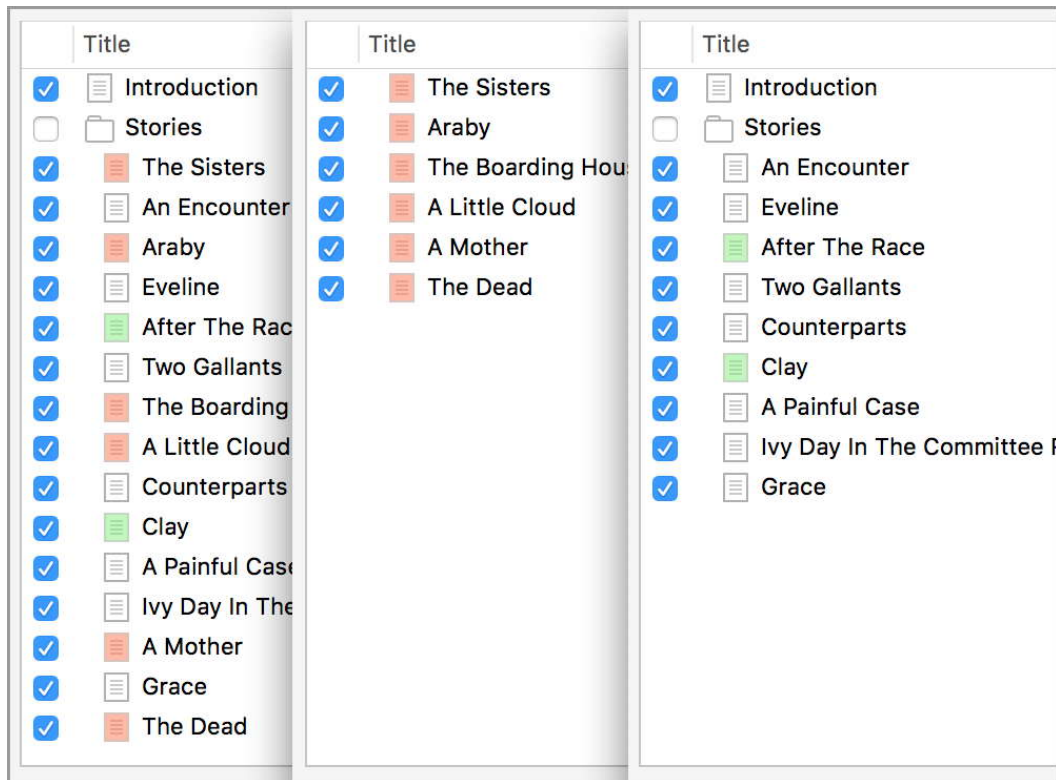 Title
Introduction
Stories
The Sisters
An Encounter
Araby
Eveline
After The Rac
Two Gallants
The Boarding
A Little Cloud
Counterparts
Clay
A Painful Case
Ivy Day In The
A Mother
Grace
The Dead
Title
The Sisters
Araby
The Boarding Hou
A Little Cloud
A Mother
The Dead
Title
Introduction
Stories
An Encounter
Eveline
After The Race
Two Gallants
Counterparts
Clay
A Painful Case
Ivy Day In The Committee
Grace